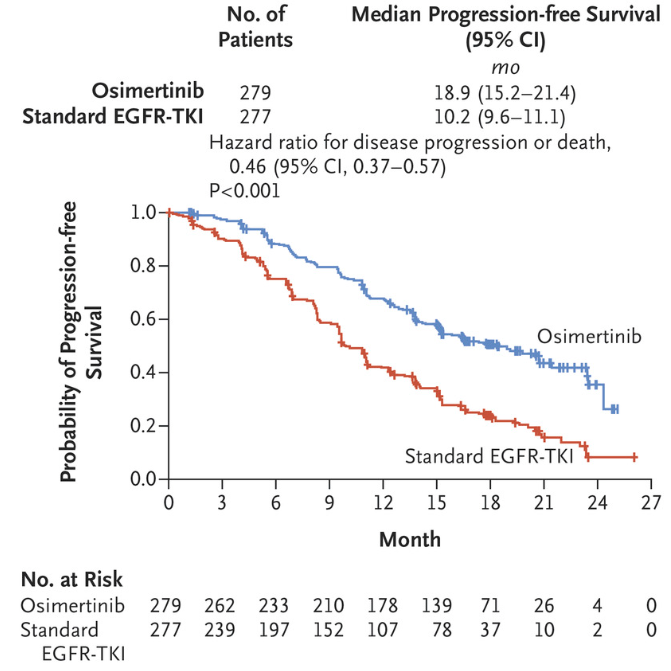 No. of Patients Median Progression-free Survival (95% CI)
mo
Osimertinib 279 18.9 (15.2–21.4)
Standard EGFR-TKI 277 10.2 (9.6–11.1)
Hazard ratio for disease progression or death,
0.46 (95% CI, 0.37–0.57)
P<0.001
Probability of Progression-free
Survival
1.0
0.8
0.6
0.4
0.2
0.0
Osimertinib
Standard EGFR-TKI
0 3 6 9 12 15 18 21 24 27
Month
No. at Risk
Osimertinib 279 262 233 210 178 139 71 26 4 0
Standard 277 239 197 152 107 78 37 10 2 0
EGFR-TKI